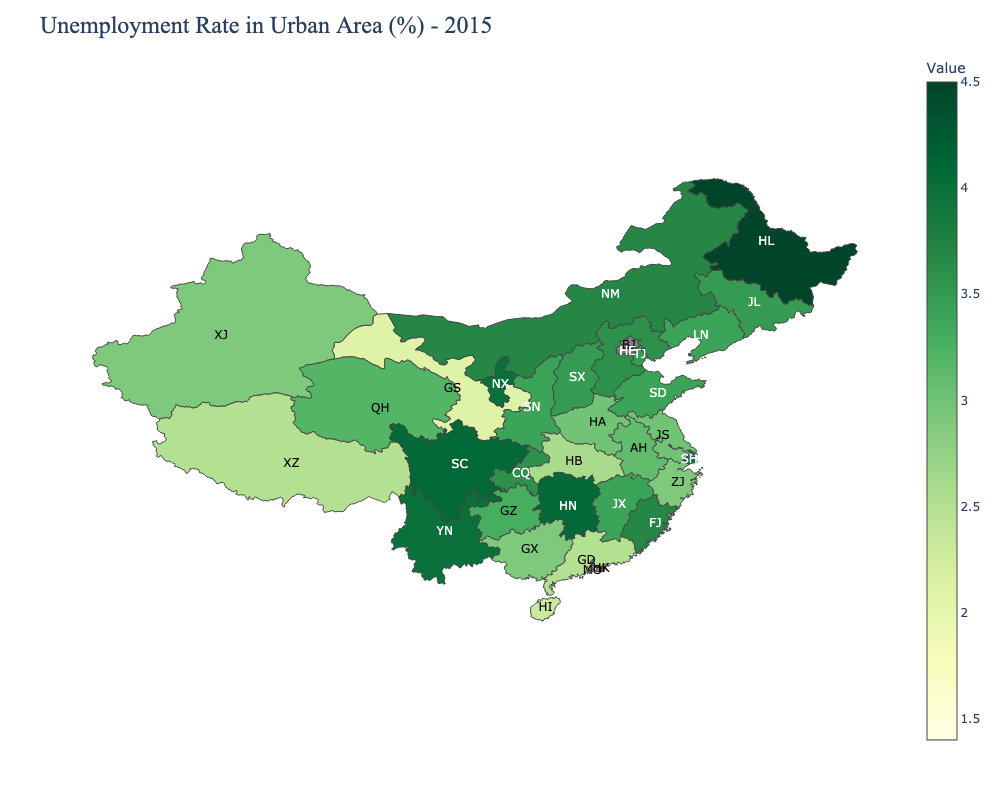 Unemployment Rate in Urban Area (%) - 2015
Value
4.5
4
3.5
3
2.5
2
1.5
HL
NM
JL
XJ
LN
BJ
HE
TJ
SX
NX
GS
SD
QH
SN
HA
JS
AH
SH
XZ
SC
HB
CQ
ZJ
GZ
HN
JX
FJ
YN
GX
GD
HK
MO
HI